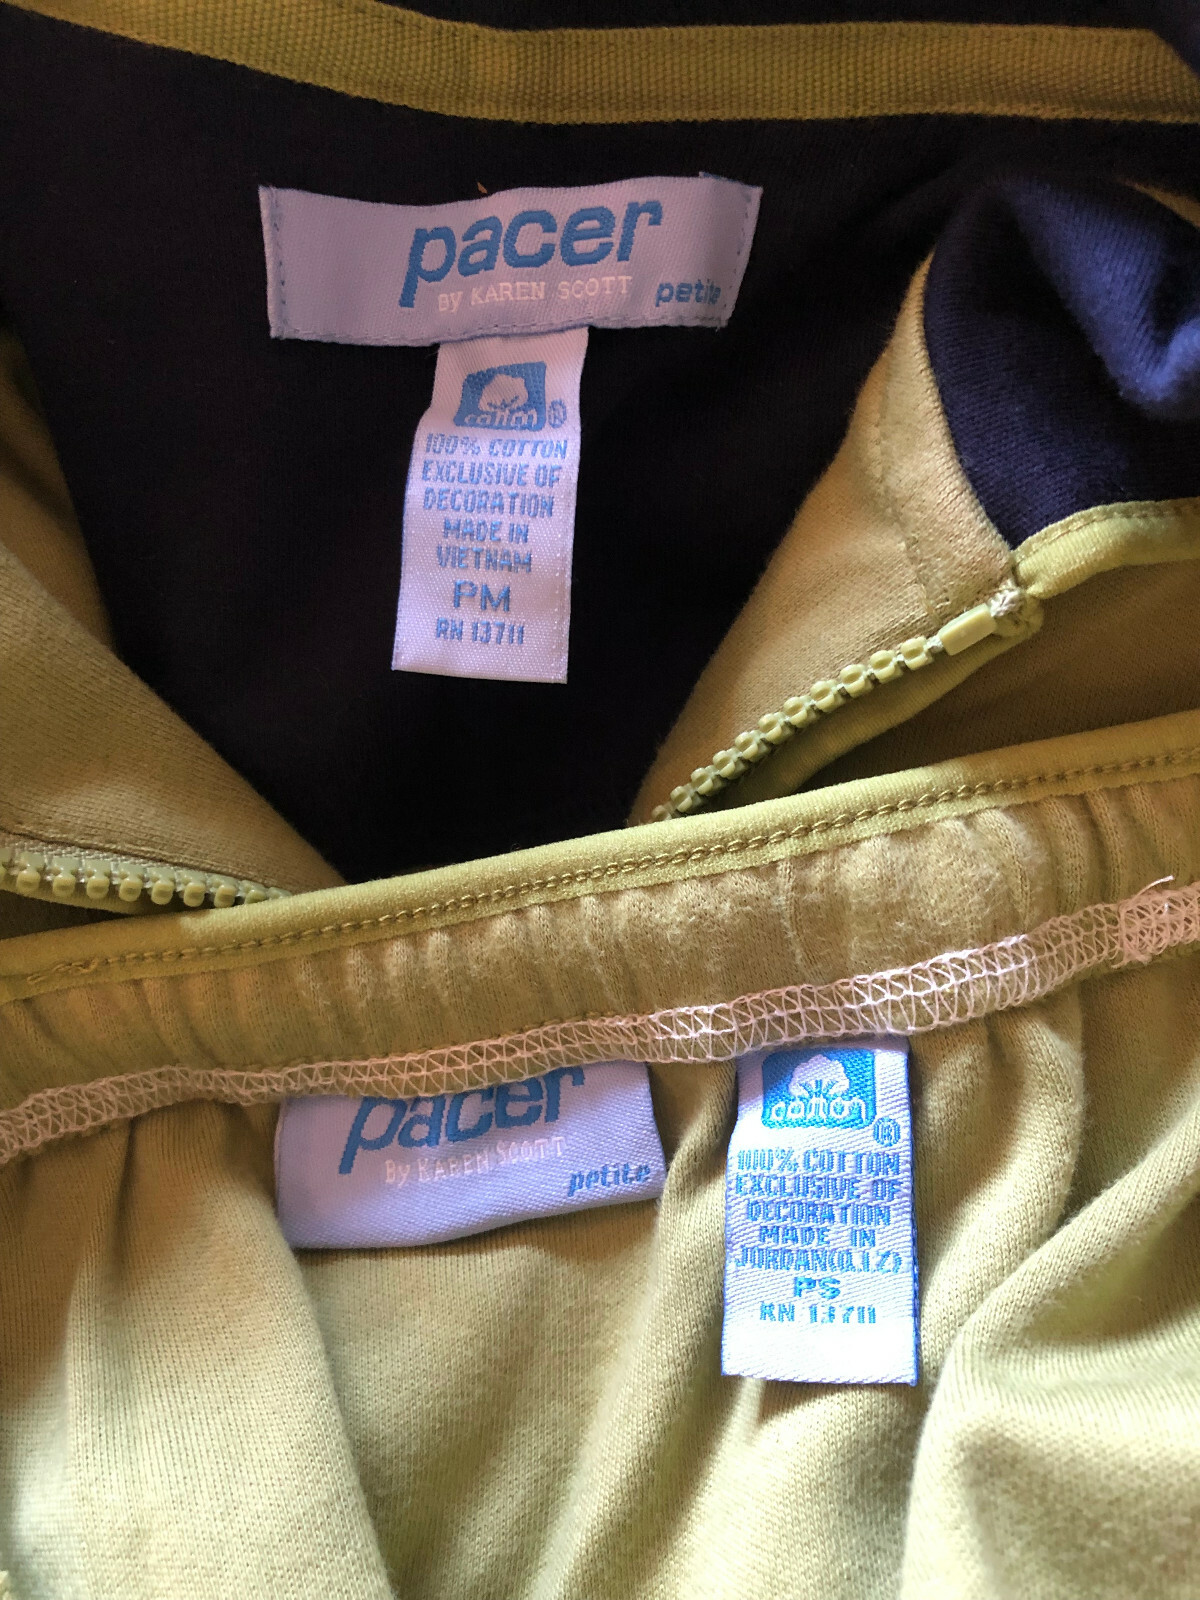 pacer
By KAREN SCOTT petite
cotton ®
100% COTTON
EXCLUSIVE OF
DECORATION
MADE IN
VIETNAM
PM
RN 13711
pacer
By KAREN SCOTT
petite
cotton
®
100% COTTON
EXCLUSIVE OF
DECORATION
MADE IN
JORDAN(Q.I.Z)
PS
RN 13711